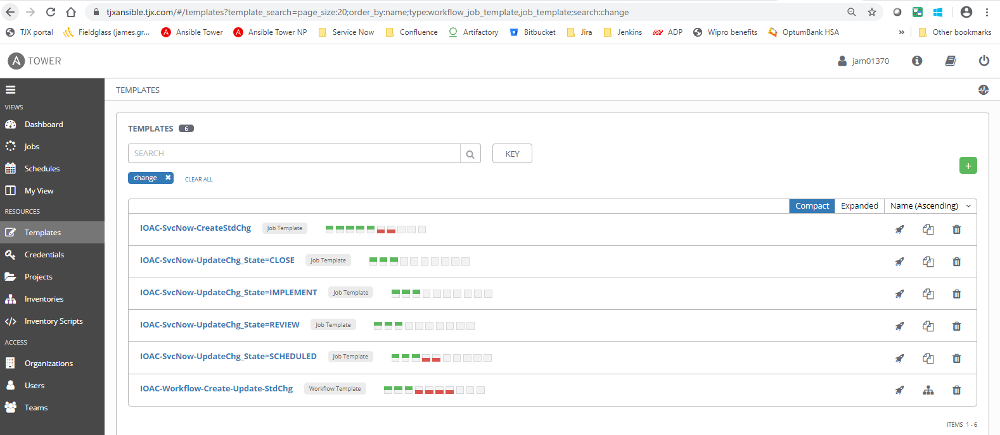 tjxansible.tjx.com/#/templates?template_search=page_size:20;order_by:name;type:workflow_job_template,job_template;search:change
TJX portal Fieldglass (james.gr... Ansible Tower Ansible Tower NP Service Now Confluence Artifactory Bitbucket Jira Jenkins ADP Wipro benefits OptumBank HSA » Other bookmarks
A TOWER jam01370
TEMPLATES
VIEWS
Dashboard
Jobs
Schedules
My View
RESOURCES
Templates
Credentials
Projects
Inventories
Inventory Scripts
ACCESS
Organizations
Users
Teams
TEMPLATES 6
SEARCH KEY
+
change × CLEAR ALL
Compact Expanded Name (Ascending)
IOAC-SvcNow-CreateStdChg Job Template
IOAC-SvcNow-UpdateChg_State=CLOSE Job Template
IOAC-SvcNow-UpdateChg_State=IMPLEMENT Job Template
IOAC-SvcNow-UpdateChg_State=REVIEW Job Template
IOAC-SvcNow-UpdateChg_State=SCHEDULED Job Template
IOAC-Workflow-Create-Update-StdChg Workflow Template
ITEMS 1 - 6